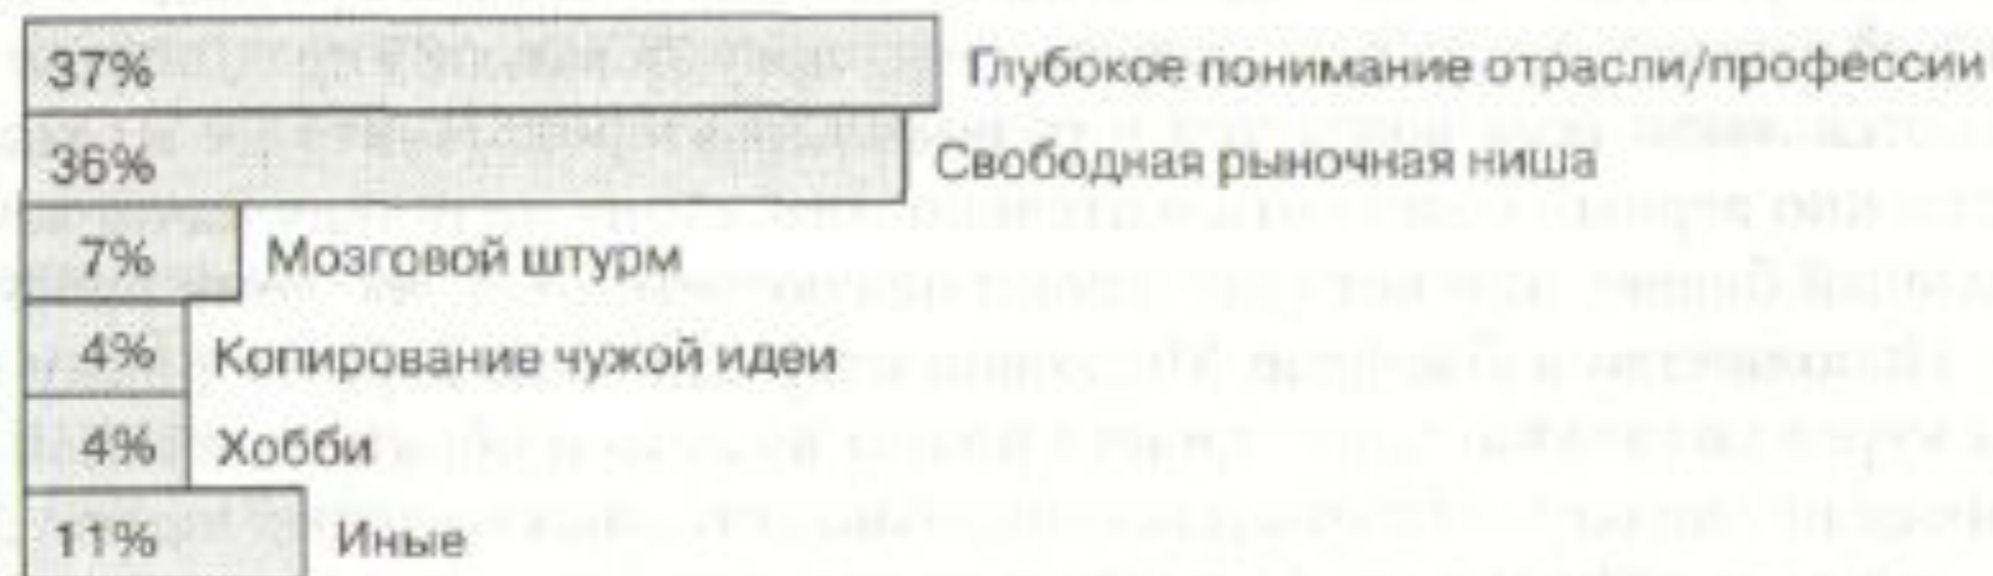 37% Глубокое понимание отрасли/профессии
36% Свободная рыночная ниша
7% Мозговой штурм
4% Копирование чужой идеи
4% Хобби
11% Иные